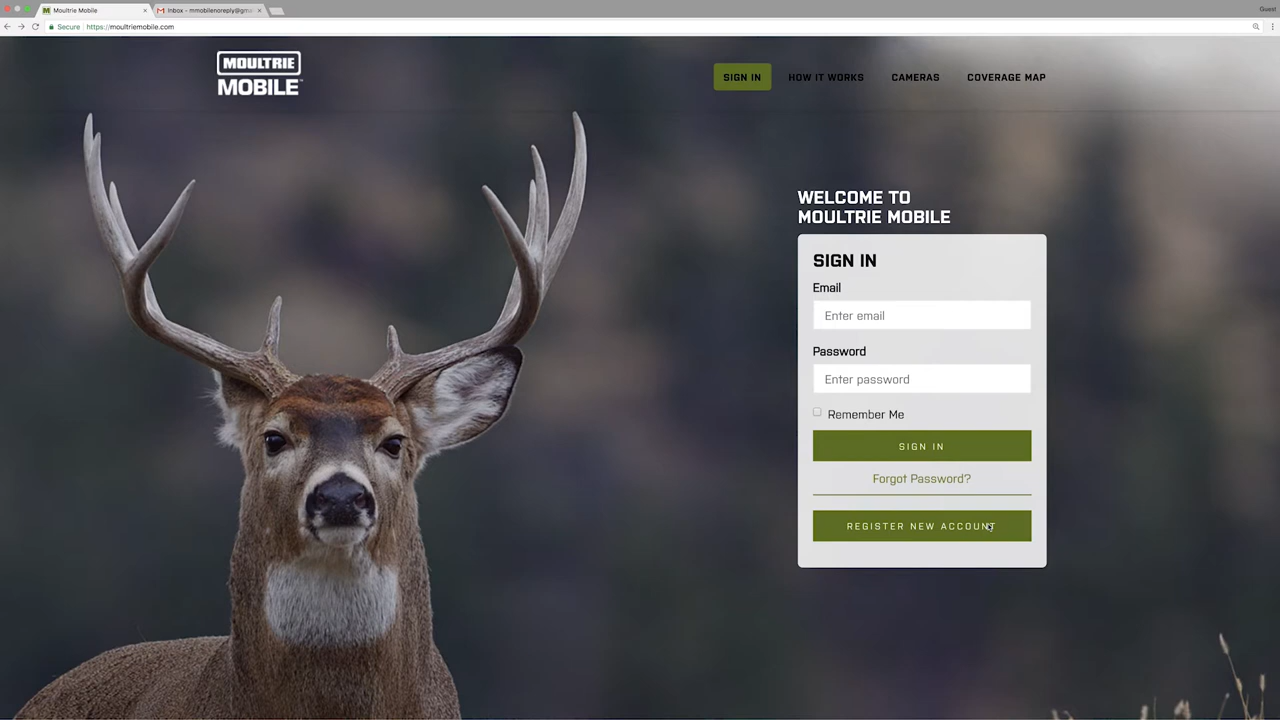 Moultrie Mobile
Inbox - mmobilenoreply@gma
Guest
Secure
https://moultriemobile.com
MOULTRIE
MOBILE
SIGN IN
HOW IT WORKS
CAMERAS
COVERAGE MAP
WELCOME TO
MOULTRIE MOBILE
SIGN IN
Email
Enter email
Password
Enter password
Remember Me
SIGN IN
Forgot Password?
REGISTER NEW ACCOUNT